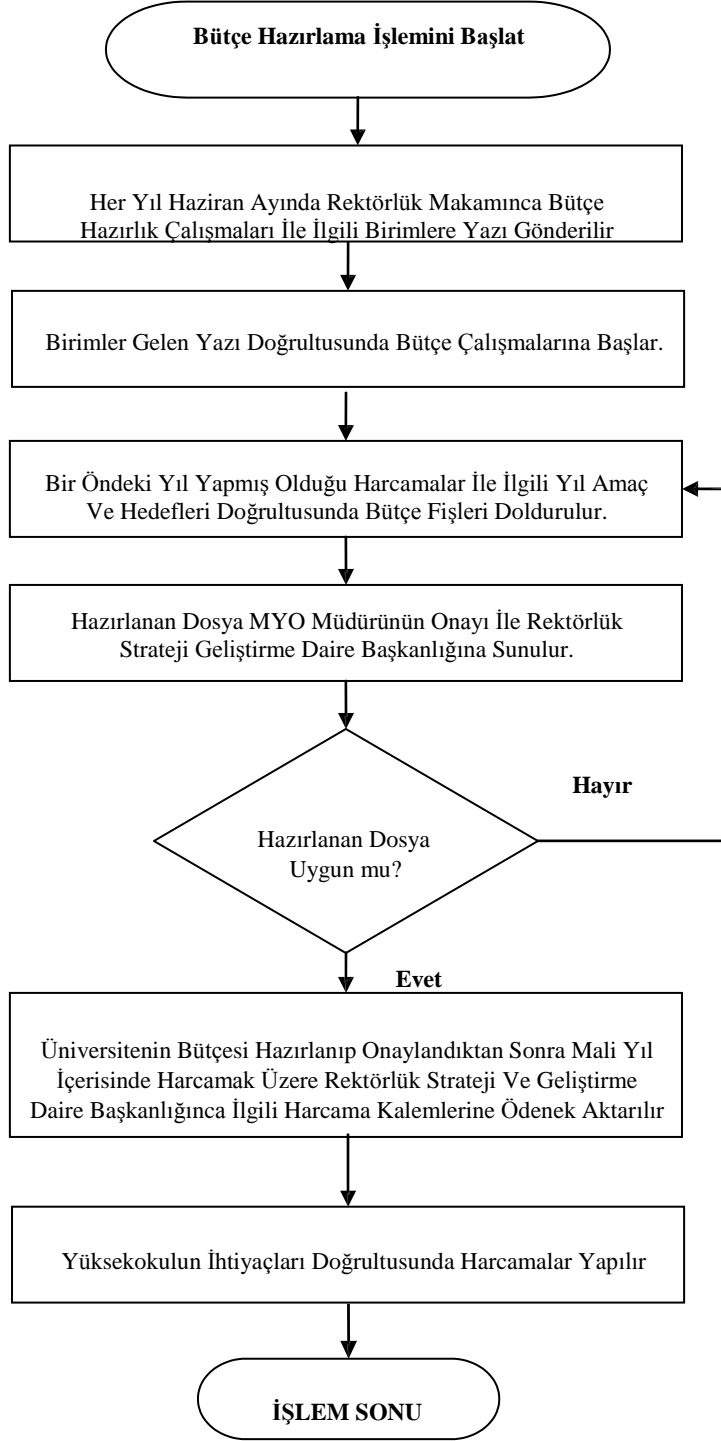 Bütçe Hazırlama İşlemini Başlat
Her Yıl Haziran Ayında Rektörlük Makamınca Bütçe
Hazırlık Çalışmaları İle İlgili Birimlere Yazı Gönderilir
Birimler Gelen Yazı Doğrultusunda Bütçe Çalışmalarına Başlar.
Bir Öndeki Yıl Yapmış Olduğu Harcamalar İle İlgili Yıl Amaç
Ve Hedefleri Doğrultusunda Bütçe Fişleri Doldurulur.
Hazırlanan Dosya MYO Müdürünün Onayı İle Rektörlük
Strateji Geliştirme Daire Başkanlığına Sunulur.
Hayır
Hazırlanan Dosya
Uygun mu?
Evet
Üniversitenin Bütçesi Hazırlanıp Onaylandıktan Sonra Mali Yıl
İçerisinde Harcamak Üzere Rektörlük Strateji Ve Geliştirme
Daire Başkanlığınca İlgili Harcama Kalemlerine Ödenek Aktarılır
Yüksekokulun İhtiyaçları Doğrultusunda Harcamalar Yapılır
İŞLEM SONU